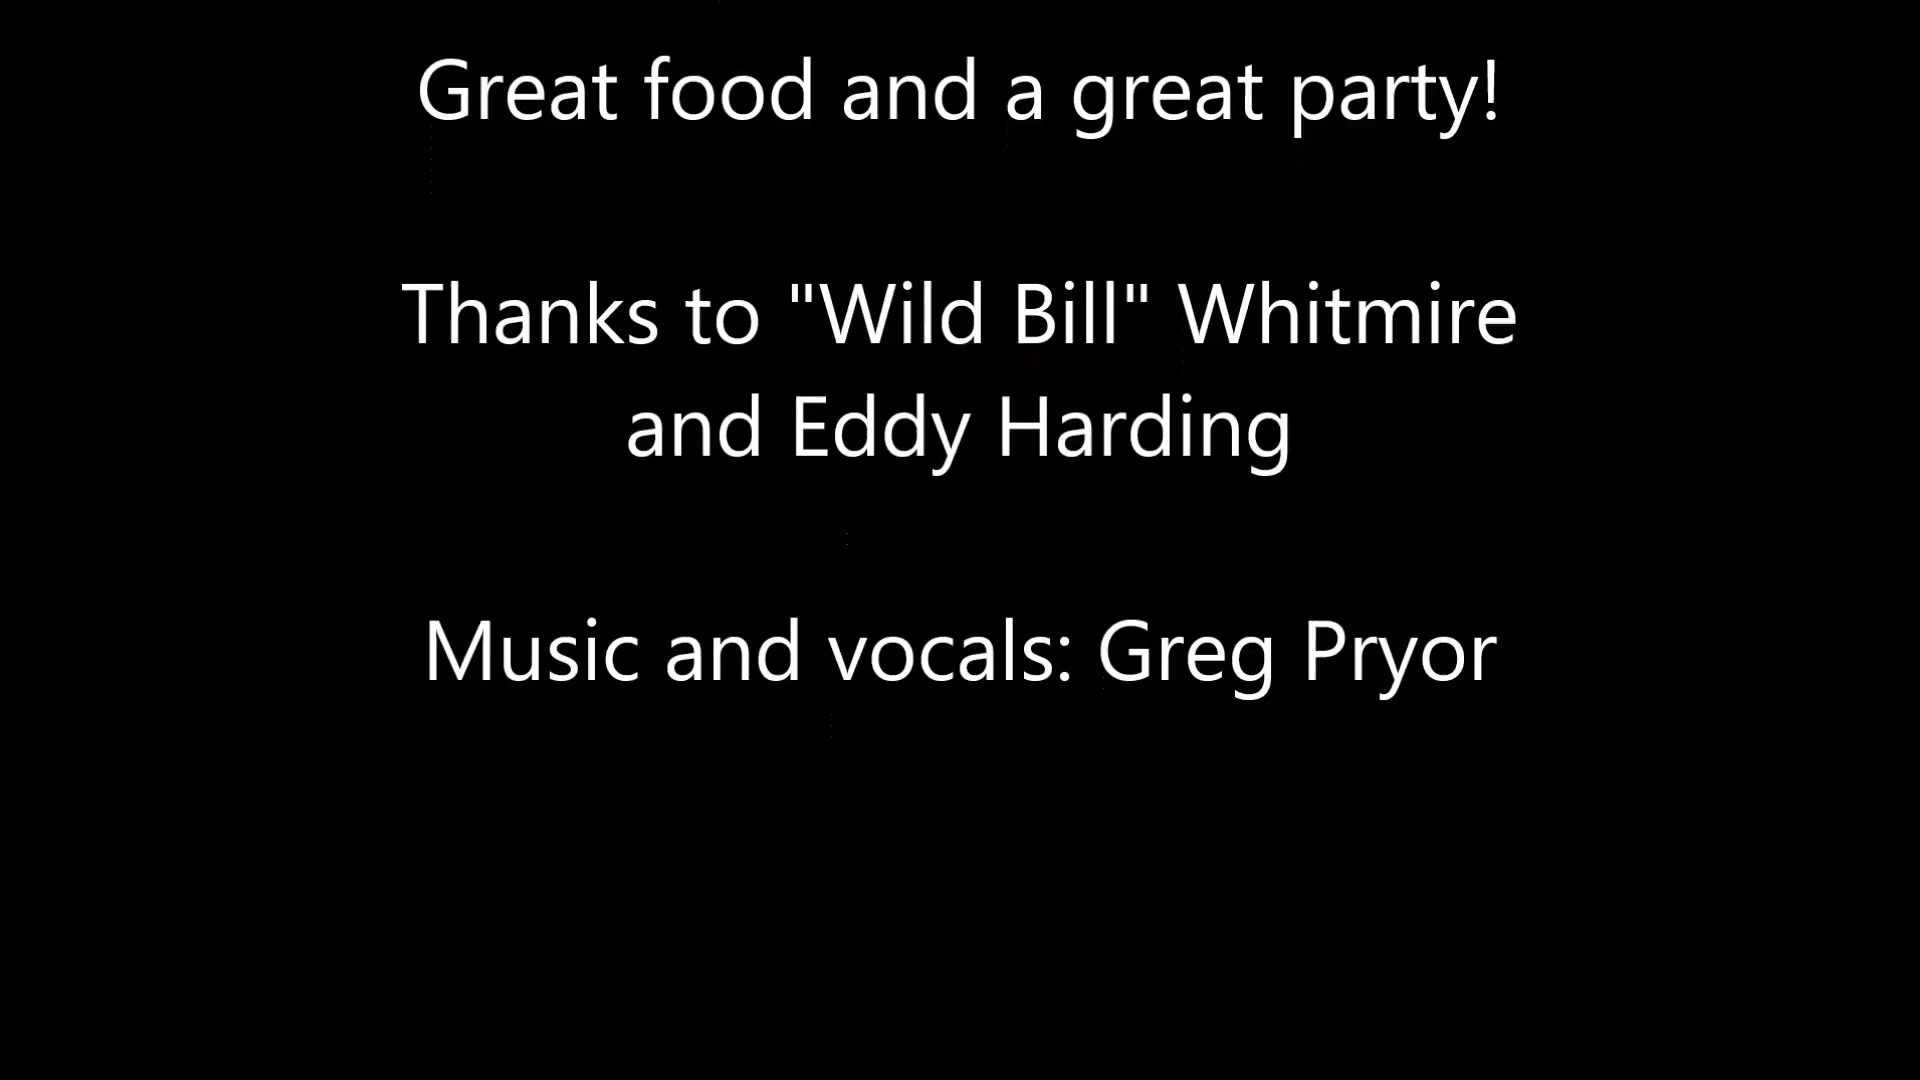 Great food and a great party!
Thanks to "Wild Bill" Whitmire
and Eddy Harding
Music and vocals: Greg Pryor